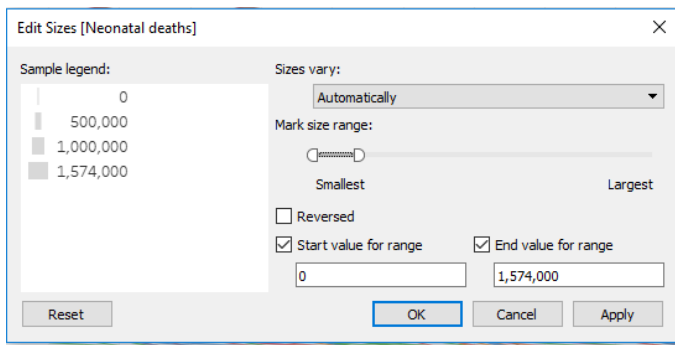 Edit Sizes [Neonatal deaths]
Sample legend:
0
500,000
1,000,000
1,574,000
Sizes vary:
Automatically
Mark size range:
Smallest Largest
Reversed
Start value for range End value for range
0 1,574,000
Reset OK Cancel Apply